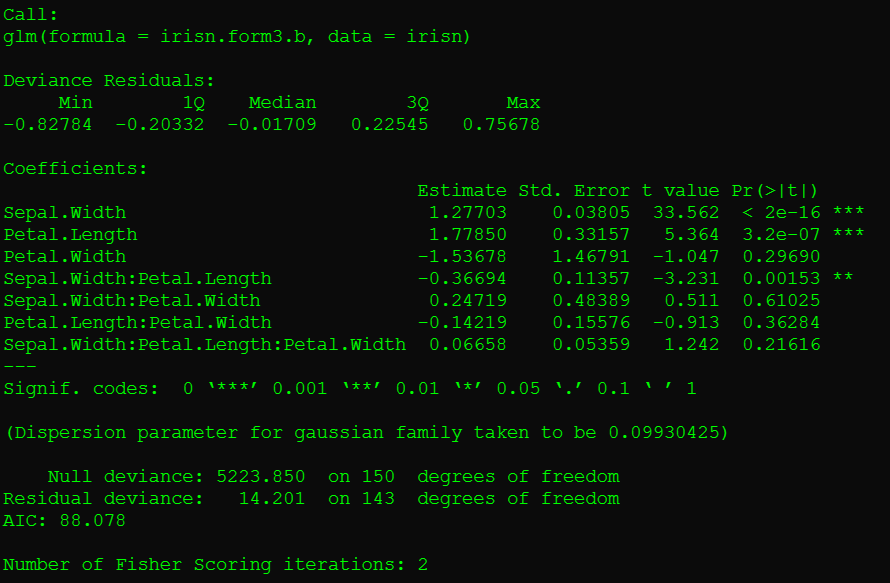 Call:
glm(formula = irisn.form3.b, data = irisn)
Deviance Residuals:
     Min        1Q    Median        3Q       Max
-0.82784  -0.20332  -0.01709   0.22545   0.75678
Coefficients:
                                     Estimate Std. Error t value Pr(>|t|)
Sepal.Width                           1.27703    0.03805  33.562  < 2e-16 ***
Petal.Length                          1.77850    0.33157   5.364  3.2e-07 ***
Petal.Width                          -1.53678    1.46791  -1.047  0.29690
Sepal.Width:Petal.Length             -0.36694    0.11357  -3.231  0.00153 **
Sepal.Width:Petal.Width               0.24719    0.48389   0.511  0.61025
Petal.Length:Petal.Width             -0.14219    0.15576  -0.913  0.36284
Sepal.Width:Petal.Length:Petal.Width  0.06658    0.05359   1.242  0.21616
---
Signif. codes:  0 ‘***’ 0.001 ‘**’ 0.01 ‘*’ 0.05 ‘.’ 0.1 ‘ ’ 1
(Dispersion parameter for gaussian family taken to be 0.09930425)
    Null deviance: 5223.850  on 150  degrees of freedom
Residual deviance:   14.201  on 143  degrees of freedom
AIC: 88.078
Number of Fisher Scoring iterations: 2